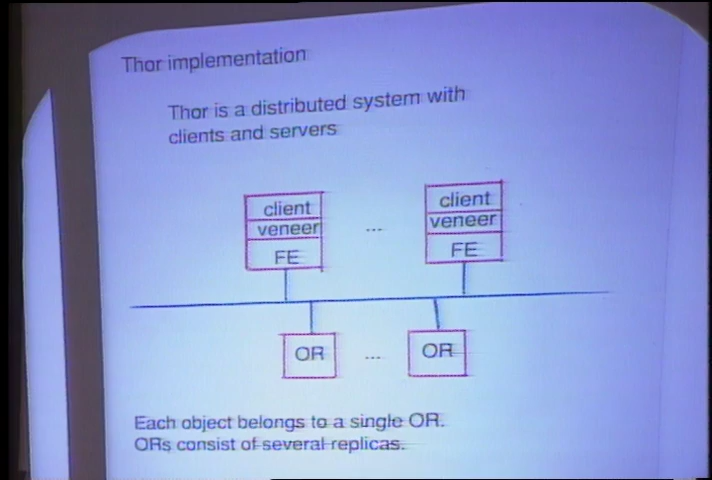 Thor implementation
Thor is a distributed system with
clients and servers
client
veneer
FE
...
client
veneer
FE
OR
...
OR
Each object belongs to a single OR.
ORs consist of several replicas.